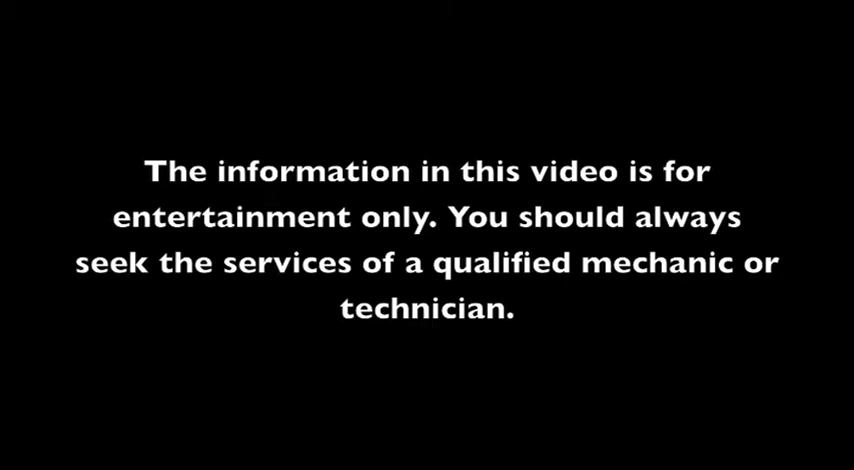 The information in this video is for
entertainment only. You should always
seek the services of a qualified mechanic or
technician.